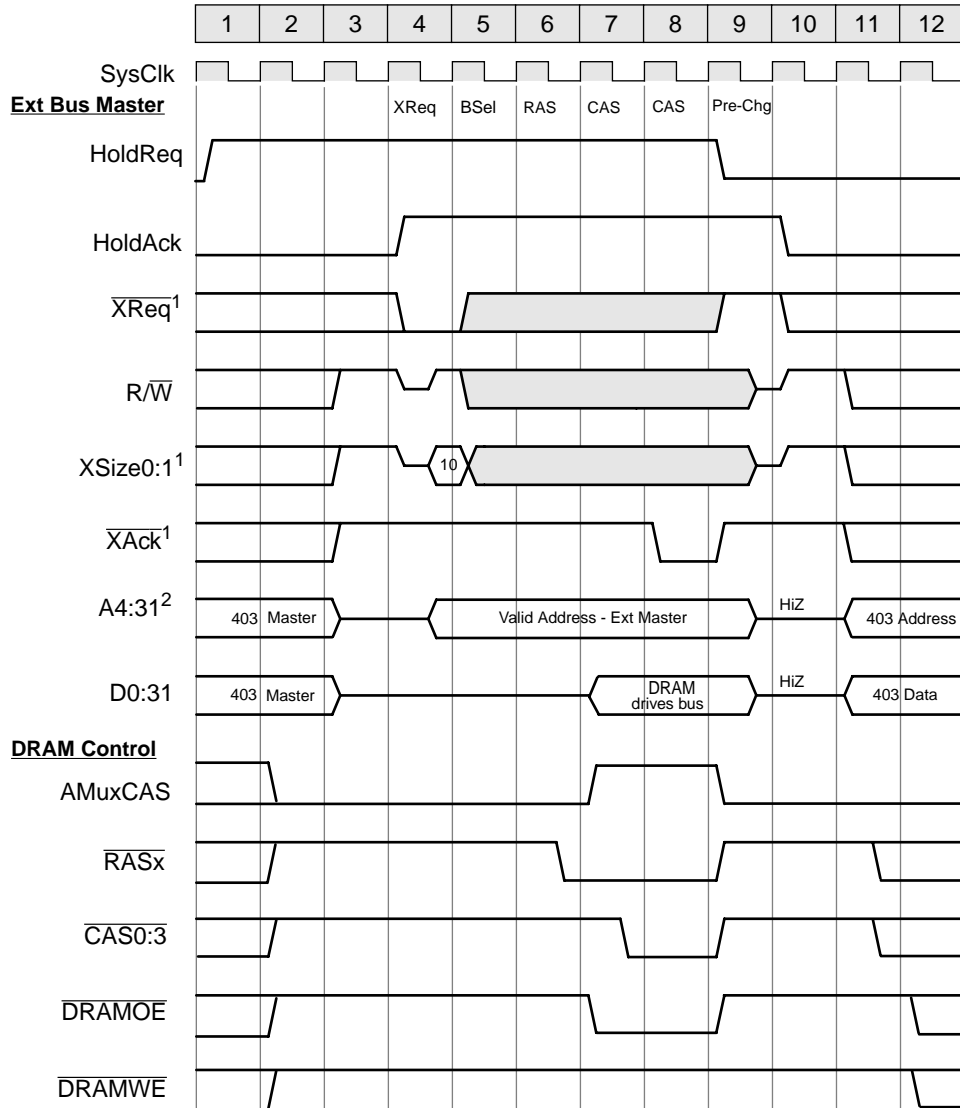 1 2 3 4 5 6 7 8 9 10 11 12
SysClk
Ext Bus Master
XReq BSel RAS CAS CAS Pre-Chg
HoldReq
HoldAck
XReq1
R/W
XSize0:11
10
XAck1
A4:312
403 Master
Valid Address - Ext Master
HiZ
403 Address
D0:31
403 Master
DRAM
drives bus
HiZ
403 Data
DRAM Control
AMuxCAS
RASx
CAS0:3
DRAMOE
DRAMWE